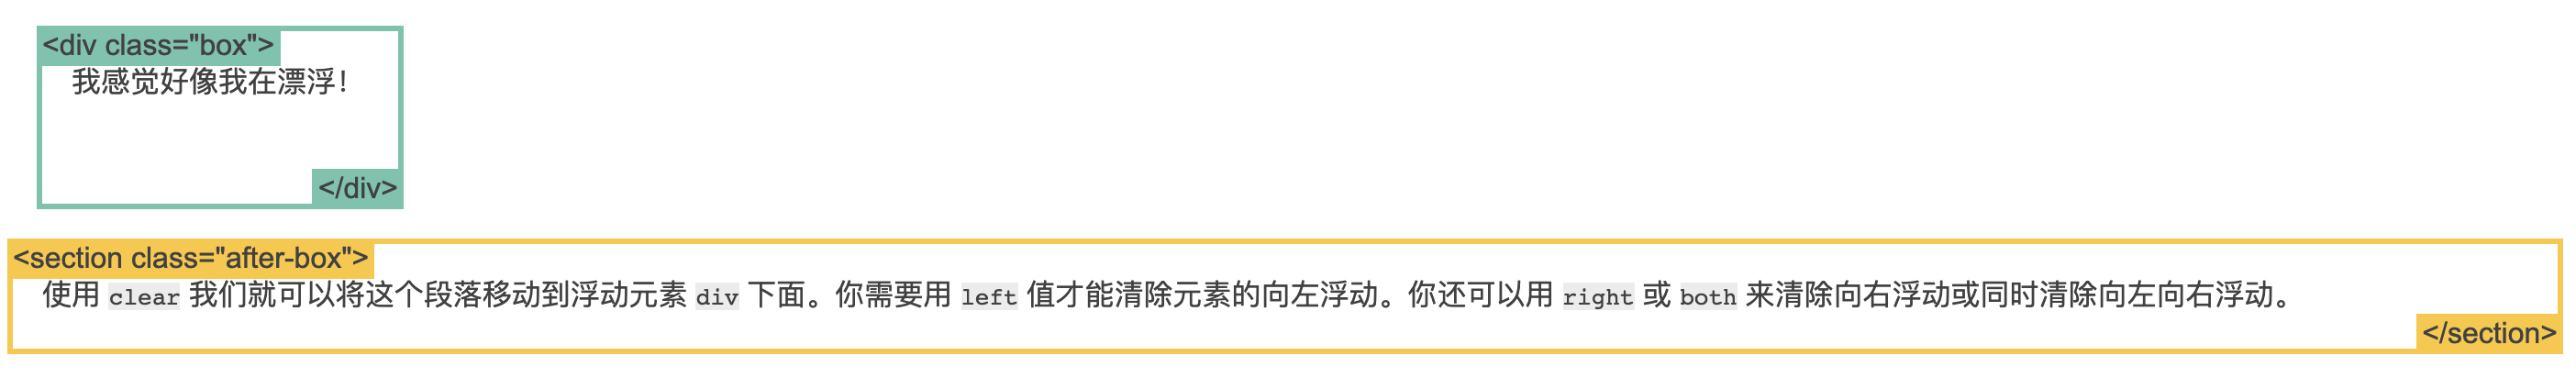 <div class="box">
我感觉好像我在漂浮！
</div>
<section class="after-box">
使用 clear 我们就可以将这个段落移动到浮动元素 div 下面。你需要用 left 值才能清除元素的向左浮动。你还可以用 right 或 both 来清除向右浮动或同时清除向左向右浮动。
</section>